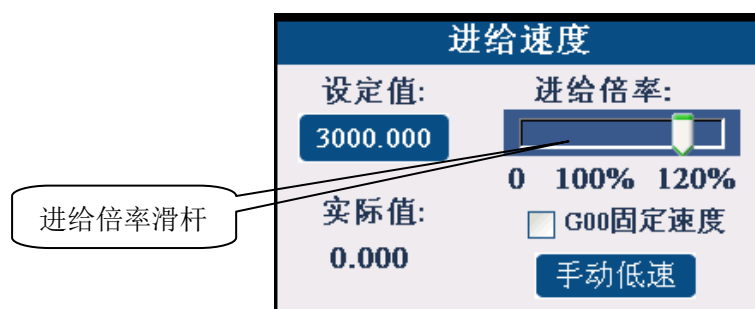 进给速度
设定值:
进给倍率:
3000.000
0 100% 120%
进给倍率滑杆
实际值:
G00固定速度
0.000
手动低速